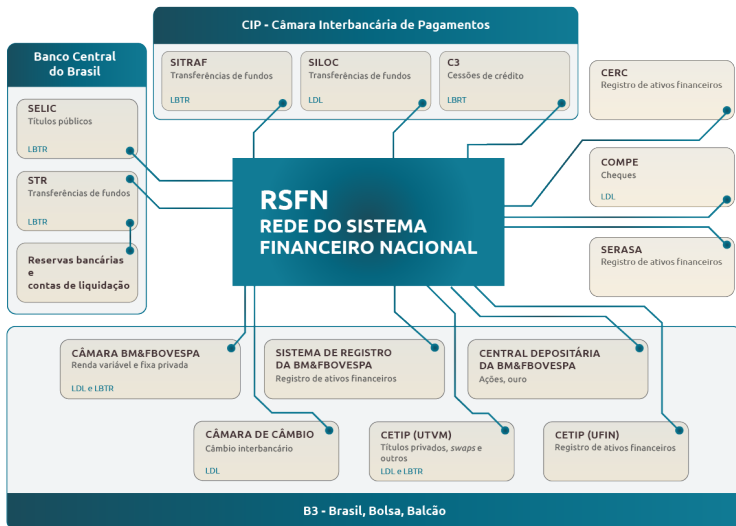 CIP - Câmara Interbancária de Pagamentos
Banco Central
do Brasil
SITRAF
Transferências de fundos
LBTR
SILOC
Transferências de fundos
LDL
C3
Cessões de crédito
LBRT
CERC
Registro de ativos financeiros
SELIC
Títulos públicos
LBTR
STR
Transferências de fundos
LBTR
Reservas bancárias
e
contas de liquidação
RSFN
REDE DO SISTEMA
FINANCEIRO NACIONAL
COMPE
Cheques
LDL
SERASA
Registro de ativos financeiros
CÂMARA BM&FBOVESPA
Renda variável e fixa privada
LDL e LBTR
SISTEMA DE REGISTRO
DA BM&FBOVESPA
Registro de ativos financeiros
CENTRAL DEPOSITÁRIA
DA BM&FBOVESPA
Ações, ouro
CÂMARA DE CÂMBIO
Câmbio interbancário
LDL
CETIP (UTVM)
Títulos privados, swaps e
outros
LDL e LBTR
CETIP (UFIN)
Registro de ativos financeiros
B3 - Brasil, Bolsa, Balcão